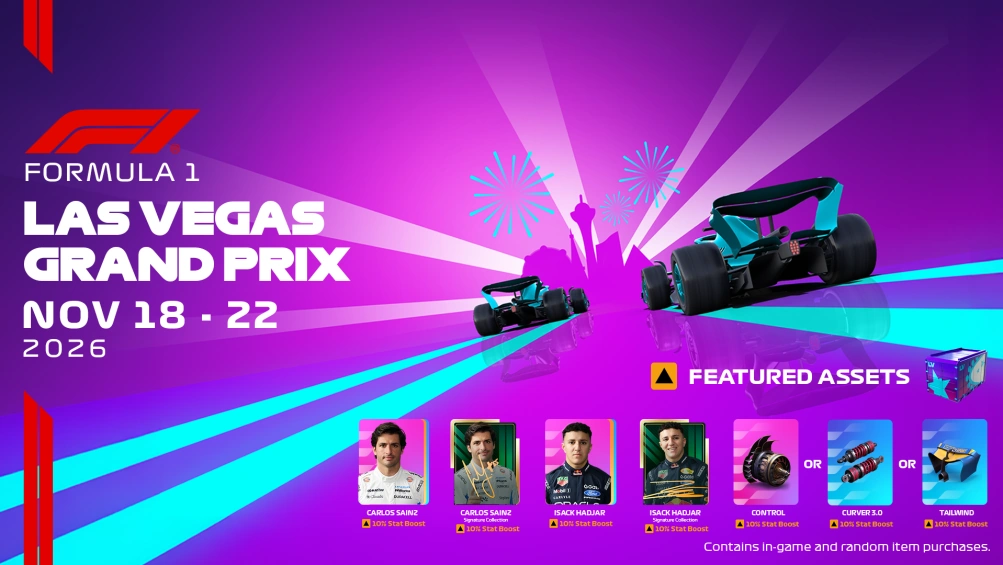 F1
FORMULA 1
LAS VEGAS
GRAND PRIX
NOV 18 - 22
2026
FEATURED ASSETS
CARLOS SAINZ
10% Stat Boost
CARLOS SAINZ
Signature Collection
10% Stat Boost
ISACK HADJAR
10% Stat Boost
ISACK HADJAR
Signature Collection
10% Stat Boost
CONTROL
10% Stat Boost
OR
CURVER 3.0
10% Stat Boost
OR
TAILWIND
10% Stat Boost
Contains in-game and random item purchases.